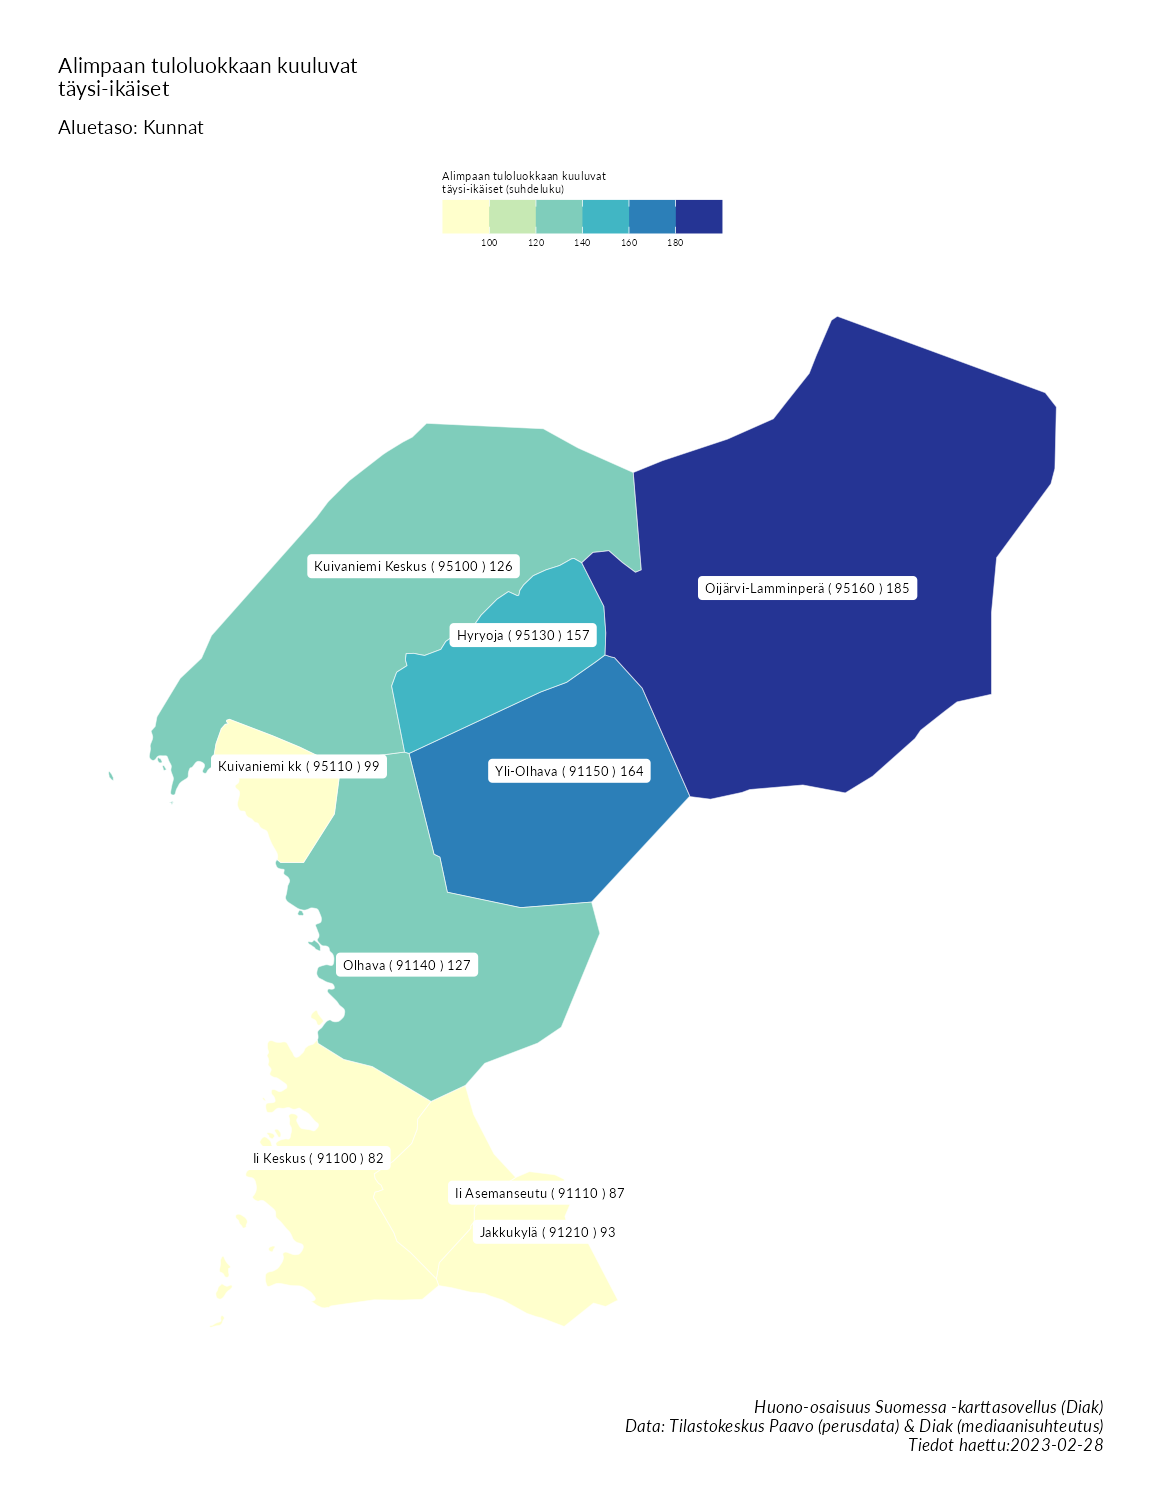 Alimpaan tuloluokkaan kuuluvat
täysi-ikäiset
Aluetaso: Kunnat
Alimpaan tuloluokkaan kuuluvat
täysi-ikäiset (suhdeluku)
100 120 140 160 180
Kuivaniemi Keskus ( 95100 ) 126
Oijärvi-Lamminperä ( 95160 ) 185
Hyryoja ( 95130 ) 157
Kuivaniemi kk ( 95110 ) 99
Yli-Olhava ( 91150 ) 164
Olhava ( 91140 ) 127
Ii Keskus ( 91100 ) 82
Ii Asemanseutu ( 91110 ) 87
Jakkukylä ( 91210 ) 93
Huono-osaisuus Suomessa -karttasovellus (Diak)
Data: Tilastokeskus Paavo (perusdata) & Diak (mediaanisuhteutus)
Tiedot haettu:2023-02-28